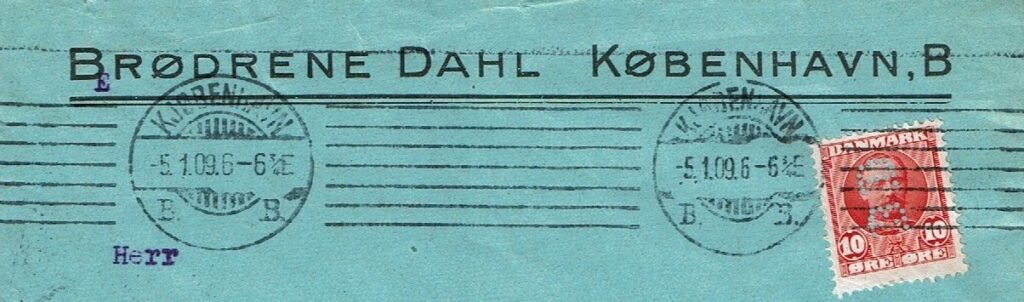 BRØDRENE DAHL KØBENHAVN, B
E
KJØBENHAVN
-5.1.09.6-6½E
B. B.
KJØBENHAVN
-5.1.09.6-6½E
B. B.
DANMARK
10 10
ØRE ØRE
Herr